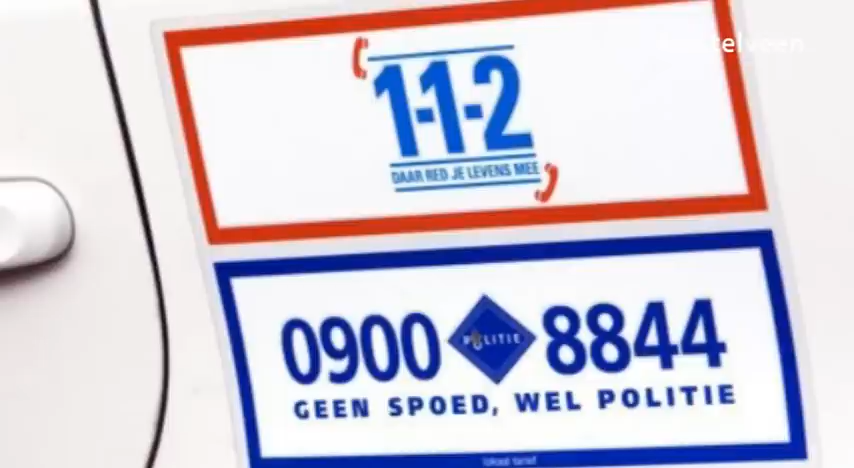 1-1-2
DAAR RED JE LEVENS MEE
0900 POLITIE 8844
GEEN SPOED, WEL POLITIE